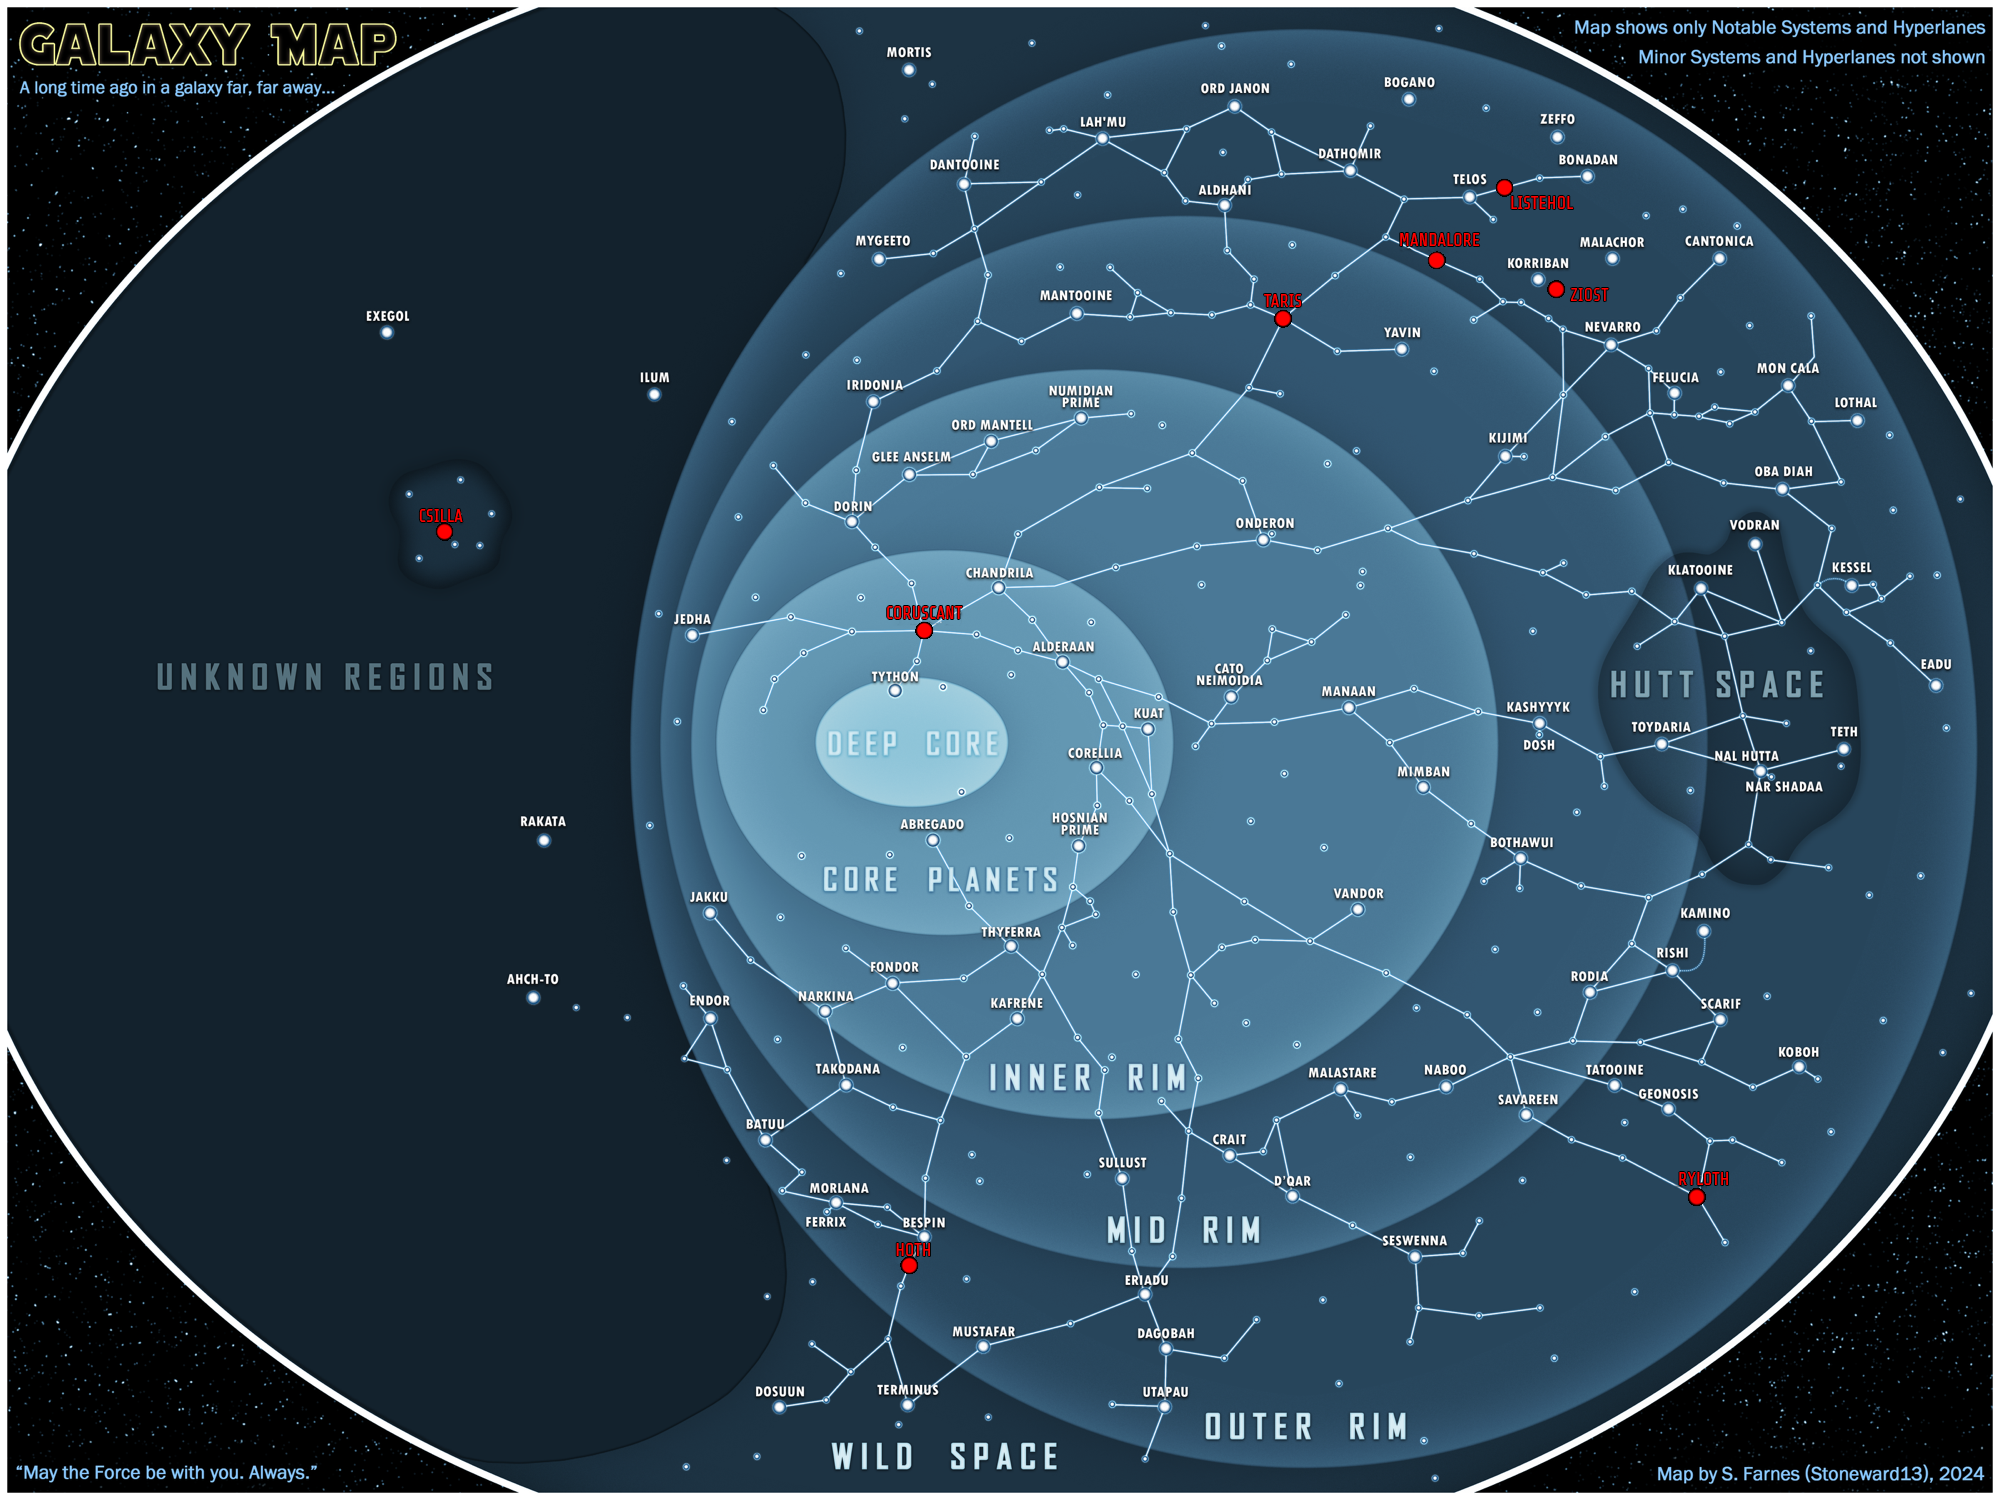 GALAXY MAP
A long time ago in a galaxy far, far away...
Map shows only Notable Systems and Hyperlanes
Minor Systems and Hyperlanes not shown
MORTIS
ORD JANON
BOGANO
LAH'MU
ZEFFO
DATHOMIR
BONADAN
DANTOOINE
TELOS
ALDHANI
LISTEHOL
MYGEETO
MANDALORE
MALACHOR
CANTONICA
KORRIBAN
MANTOOINE
TARIS
ZIOST
EXEGOL
YAVIN
NEVARRO
MON CALA
ILUM
IRIDONIA
NUMIDIAN
PRIME
FELUCIA
LOTHAL
ORD MANTELL
KIJIMI
GLEE ANSELM
OBA DIAH
DORIN
CSILLA
ONDERON
VODRAN
CHANDRILA
KLATOOINE
KESSEL
CORUSCANT
JEDHA
ALDERAAN
EADU
UNKNOWN REGIONS
TYTHON
CATO
NEIMOIDIA
HUTT SPACE
MANAAN
KUAT
KASHYYYK
TOYDARIA
TETH
DEEP CORE
DOSH
CORELLIA
NAL HUTTA
MIMBAN
NAR SHADAA
RAKATA
ABREGADO
HOSNIAN
PRIME
BOTHAWUI
CORE PLANETS
JAKKU
VANDOR
KAMINO
THYFERRA
RISHI
FONDOR
AHCH-TO
RODIA
ENDOR
NARKINA
KAFRENE
SCARIF
KOBOH
TAKODANA
INNER RIM
MALASTARE
NABOO
TATOOINE
GEONOSIS
SAVAREEN
BATUU
CRAIT
SULLUST
D'QAR
RYLOTH
MORLANA
FERRIX
BESPIN
MID RIM
SESWENNA
HOTH
ERIADU
MUSTAFAR
DAGOBAH
DOSUUN
TERMINUS
UTAPAU
OUTER RIM
WILD SPACE
“May the Force be with you. Always.”
Map by S. Farnes (Stoneward13), 2024